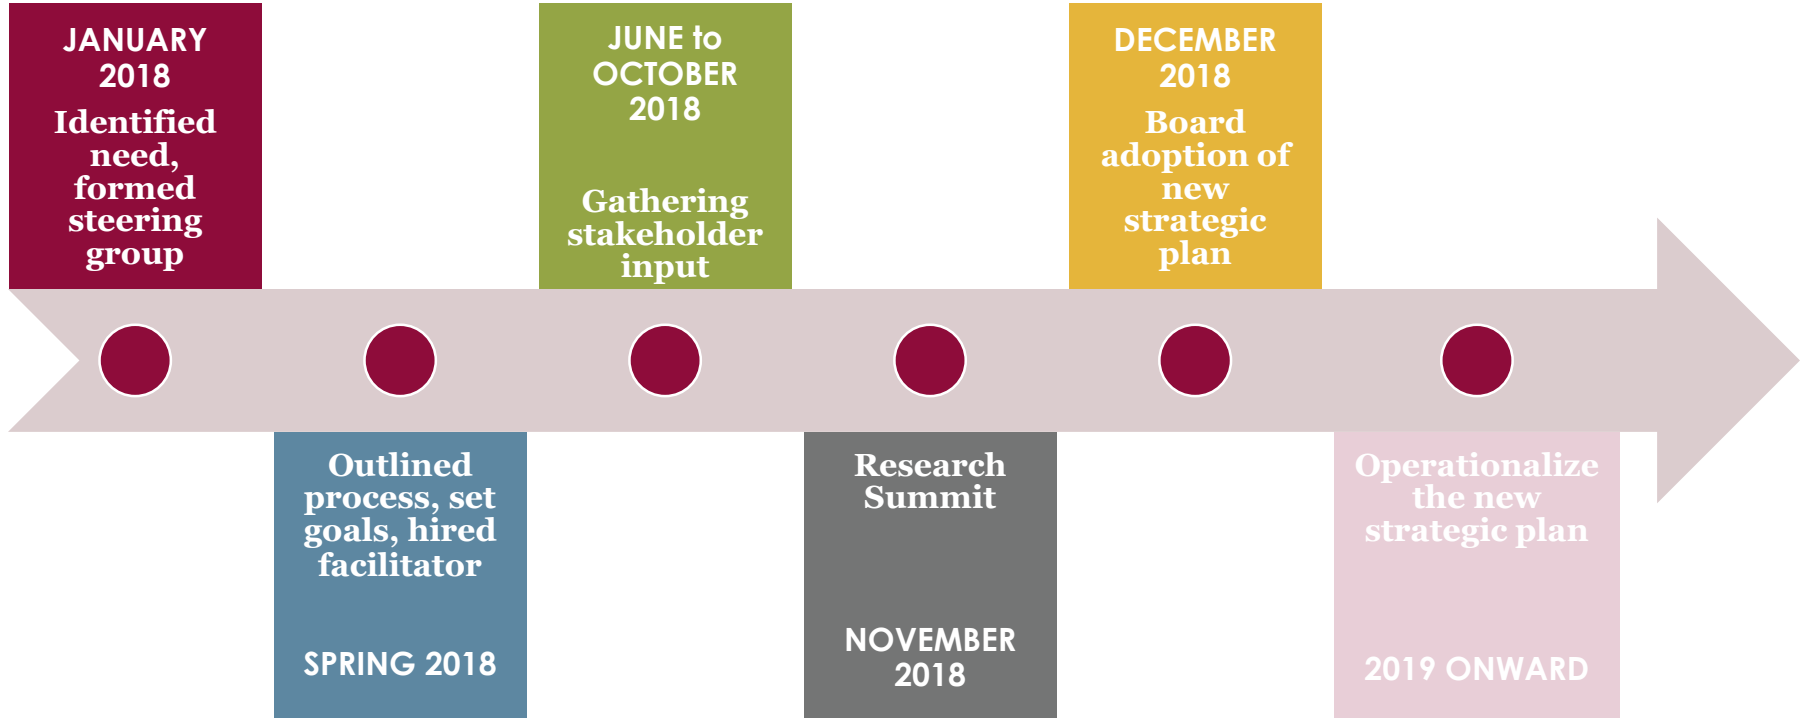 JANUARY
2018
Identified
need,
formed
steering
group
Outlined
process, set
goals, hired
facilitator
SPRING 2018
JUNE to
OCTOBER
2018
Gathering
stakeholder
input
Research
Summit
NOVEMBER
2018
DECEMBER
2018
Board
adoption of
new
strategic
plan
Operationalize
the new
strategic plan
2019 ONWARD